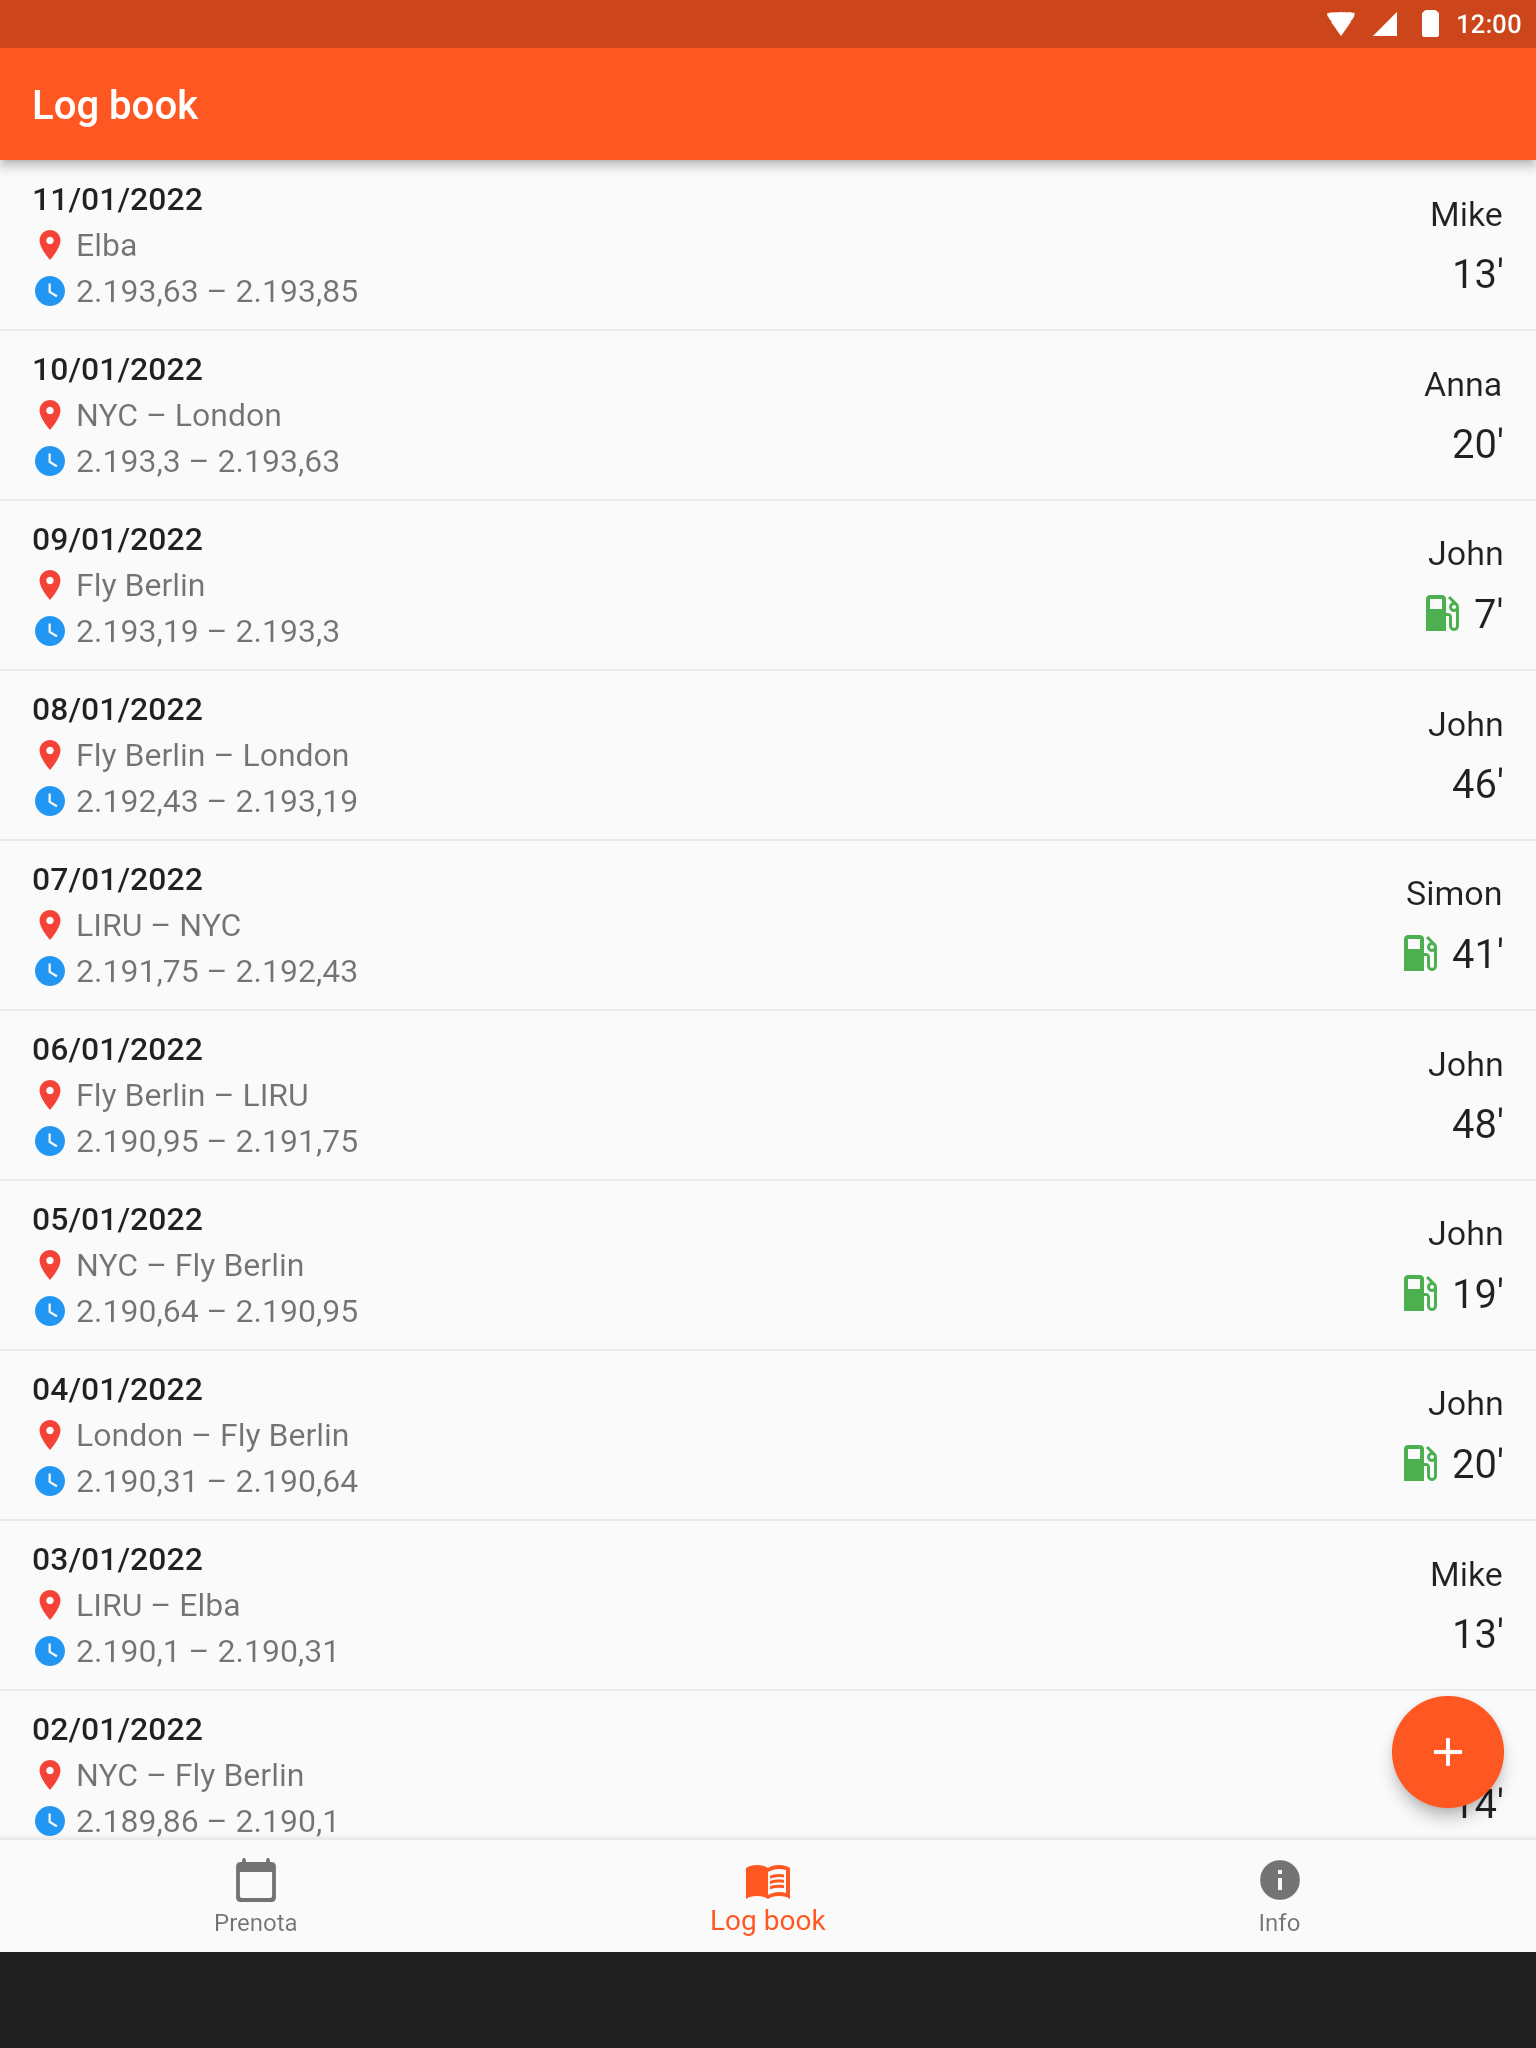 12:00
Log book
11/01/2022
Elba
2.193,63 – 2.193,85
Mike
13'
10/01/2022
NYC – London
2.193,3 – 2.193,63
Anna
20'
09/01/2022
Fly Berlin
2.193,19 – 2.193,3
John
7'
08/01/2022
Fly Berlin – London
2.192,43 – 2.193,19
John
46'
07/01/2022
LIRU – NYC
2.191,75 – 2.192,43
Simon
41'
06/01/2022
Fly Berlin – LIRU
2.190,95 – 2.191,75
John
48'
05/01/2022
NYC – Fly Berlin
2.190,64 – 2.190,95
John
19'
04/01/2022
London – Fly Berlin
2.190,31 – 2.190,64
John
20'
03/01/2022
LIRU – Elba
2.190,1 – 2.190,31
Mike
13'
02/01/2022
NYC – Fly Berlin
2.189,86 – 2.190,1
14'
Prenota
Log book
Info